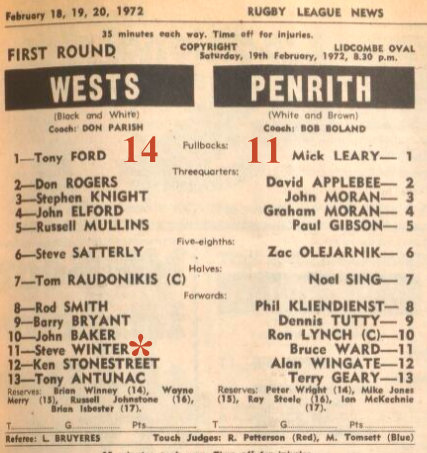 February 18, 19, 20, 1972 RUGBY LEAGUE NEWS
35 minutes each way. Time off for injuries.
FIRST ROUND COPYRIGHT LIDCOMBE OVAL
Saturday, 19th February, 1972, 8.30 p.m.
WESTS PENRITH
(Black and White) (White and Brown)
Coach: DON PARISH Coach: BOB BOLAND
Fullbacks:
1—Tony FORD 14 11 Mick LEARY— 1
Threequarters:
2—Don ROGERS David APPLEBEE— 2
3—Stephen KNIGHT John MORAN— 3
4—John ELFORD Graham MORAN— 4
5—Russell MULLINS Paul GIBSON— 5
Five-eighths:
6—Steve SATTERLY Zac OLEJARNIK— 6
Halves:
7—Tom RAUDONIKIS (C) Noel SING— 7
Forwards:
8—Rod SMITH Phil KLIENDIENST— 8
9—Barry BRYANT Dennis TUTTY— 9
10—John BAKER Ron LYNCH (C)—10
11—Steve WINTER* Bruce WARD—11
12—Ken STONESTREET Alan WINGATE—12
13—Tony ANTUNAC Terry GEARY—13
Reserves: Brian Winney (14), Wayne Reserves: Peter Wright (14), Mike Jones
Merry (15), Russell Johnstone (16), (15), Ray Steele (16), Ian McKechnie
Brian Isbester (17). (17).
T. G. Pts. T. G. Pts.
Referee: L. BRUYERES Touch Judges: R. Petterson (Red), M. Tomsett (Blue)